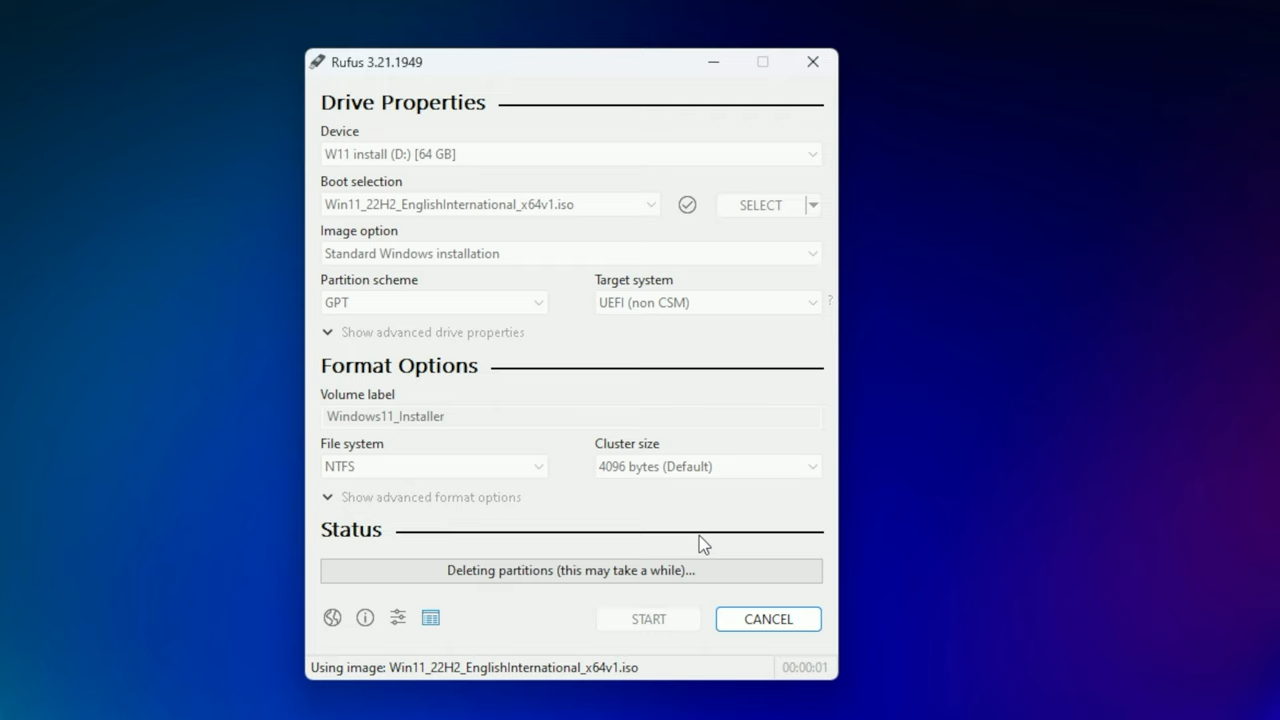 Rufus 3.21.1949
Drive Properties
Device
W11 install (D:) [64 GB]
Boot selection
Win11_22H2_EnglishInternational_x64v1.iso
SELECT
Image option
Standard Windows installation
Partition scheme
Target system
GPT
UEFI (non CSM)
?
Show advanced drive properties
Format Options
Volume label
Windows11_Installer
File system
Cluster size
NTFS
4096 bytes (Default)
Show advanced format options
Status
Deleting partitions (this may take a while)...
START
CANCEL
Using image: Win11_22H2_EnglishInternational_x64v1.iso
00:00:01